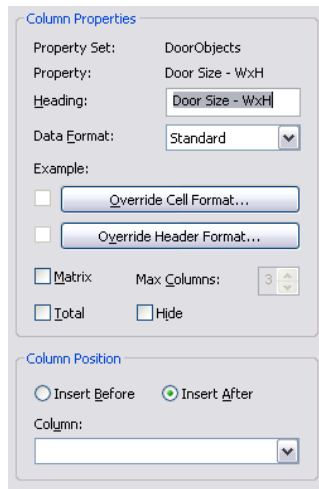 Column Properties
Property Set: DoorObjects
Property: Door Size - WxH
Heading: Door Size - WxH
Data Format: Standard
Example:
Override Cell Format...
Override Header Format...
Matrix Max Columns: 3
Total Hide
Column Position
Insert Before Insert After
Column: